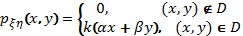 p_{ξη}(x, y) = { 0, (x, y) ∉ D
k(αx + βy), (x, y) ∈ D